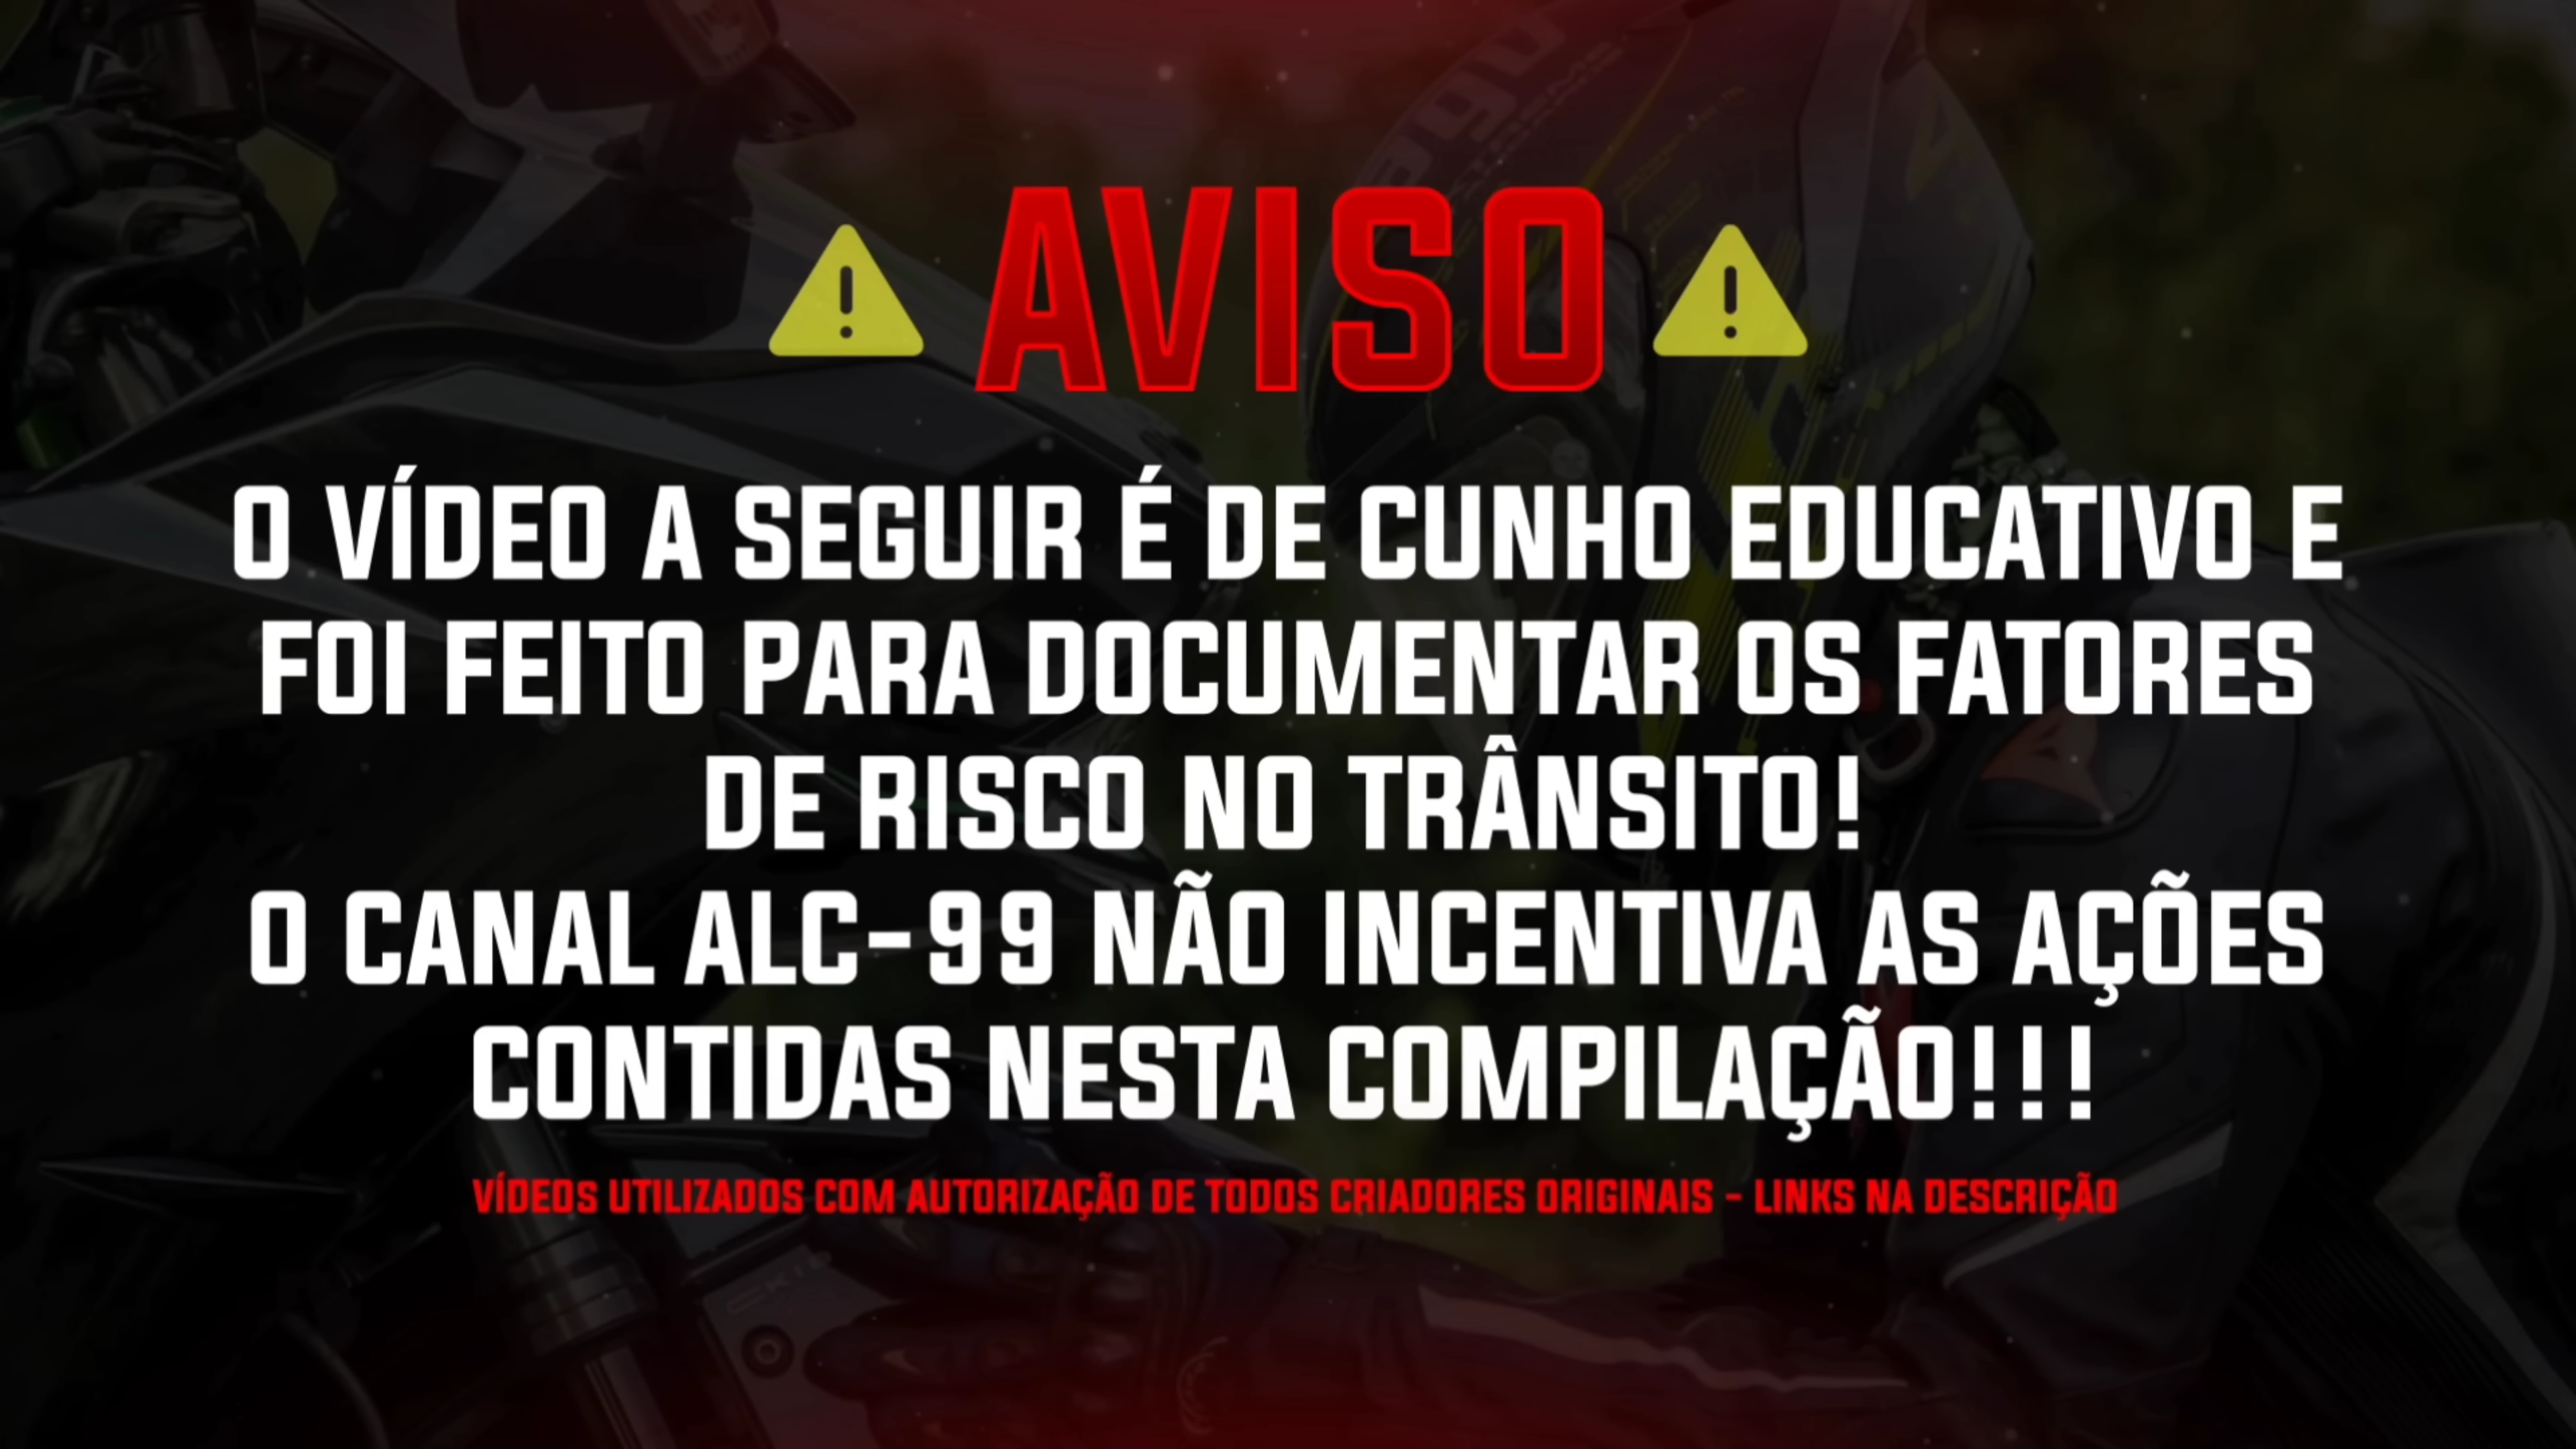 AVISO
O VÍDEO A SEGUIR É DE CUNHO EDUCATIVO E
FOI FEITO PARA DOCUMENTAR OS FATORES
DE RISCO NO TRÂNSITO!
O CANAL ALC-99 NÃO INCENTIVA AS AÇÕES
CONTIDAS NESTA COMPILAÇÃO!!!
VÍDEOS UTILIZADOS COM AUTORIZAÇÃO DE TODOS CRIADORES ORIGINAIS - LINKS NA DESCRIÇÃO